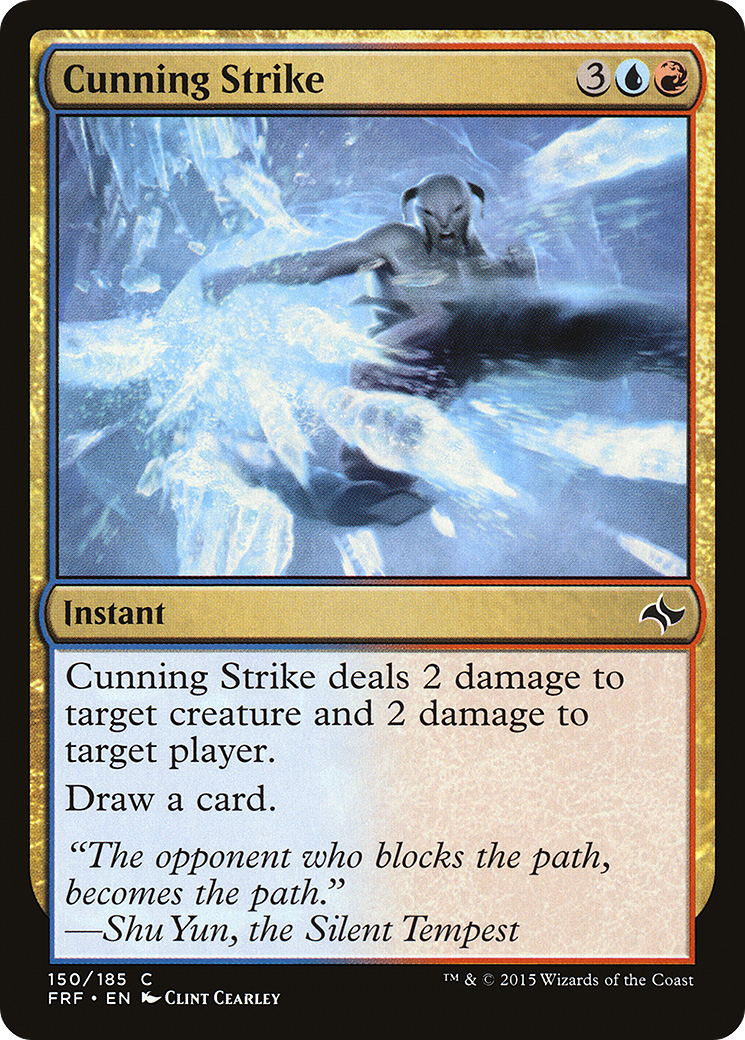 Cunning Strike 3
Instant
Cunning Strike deals 2 damage to
target creature and 2 damage to
target player.
Draw a card.
“The opponent who blocks the path,
becomes the path.”
—Shu Yun, the Silent Tempest
150/185 C ™ & © 2015 Wizards of the Coast
FRF • EN Clint Cearley